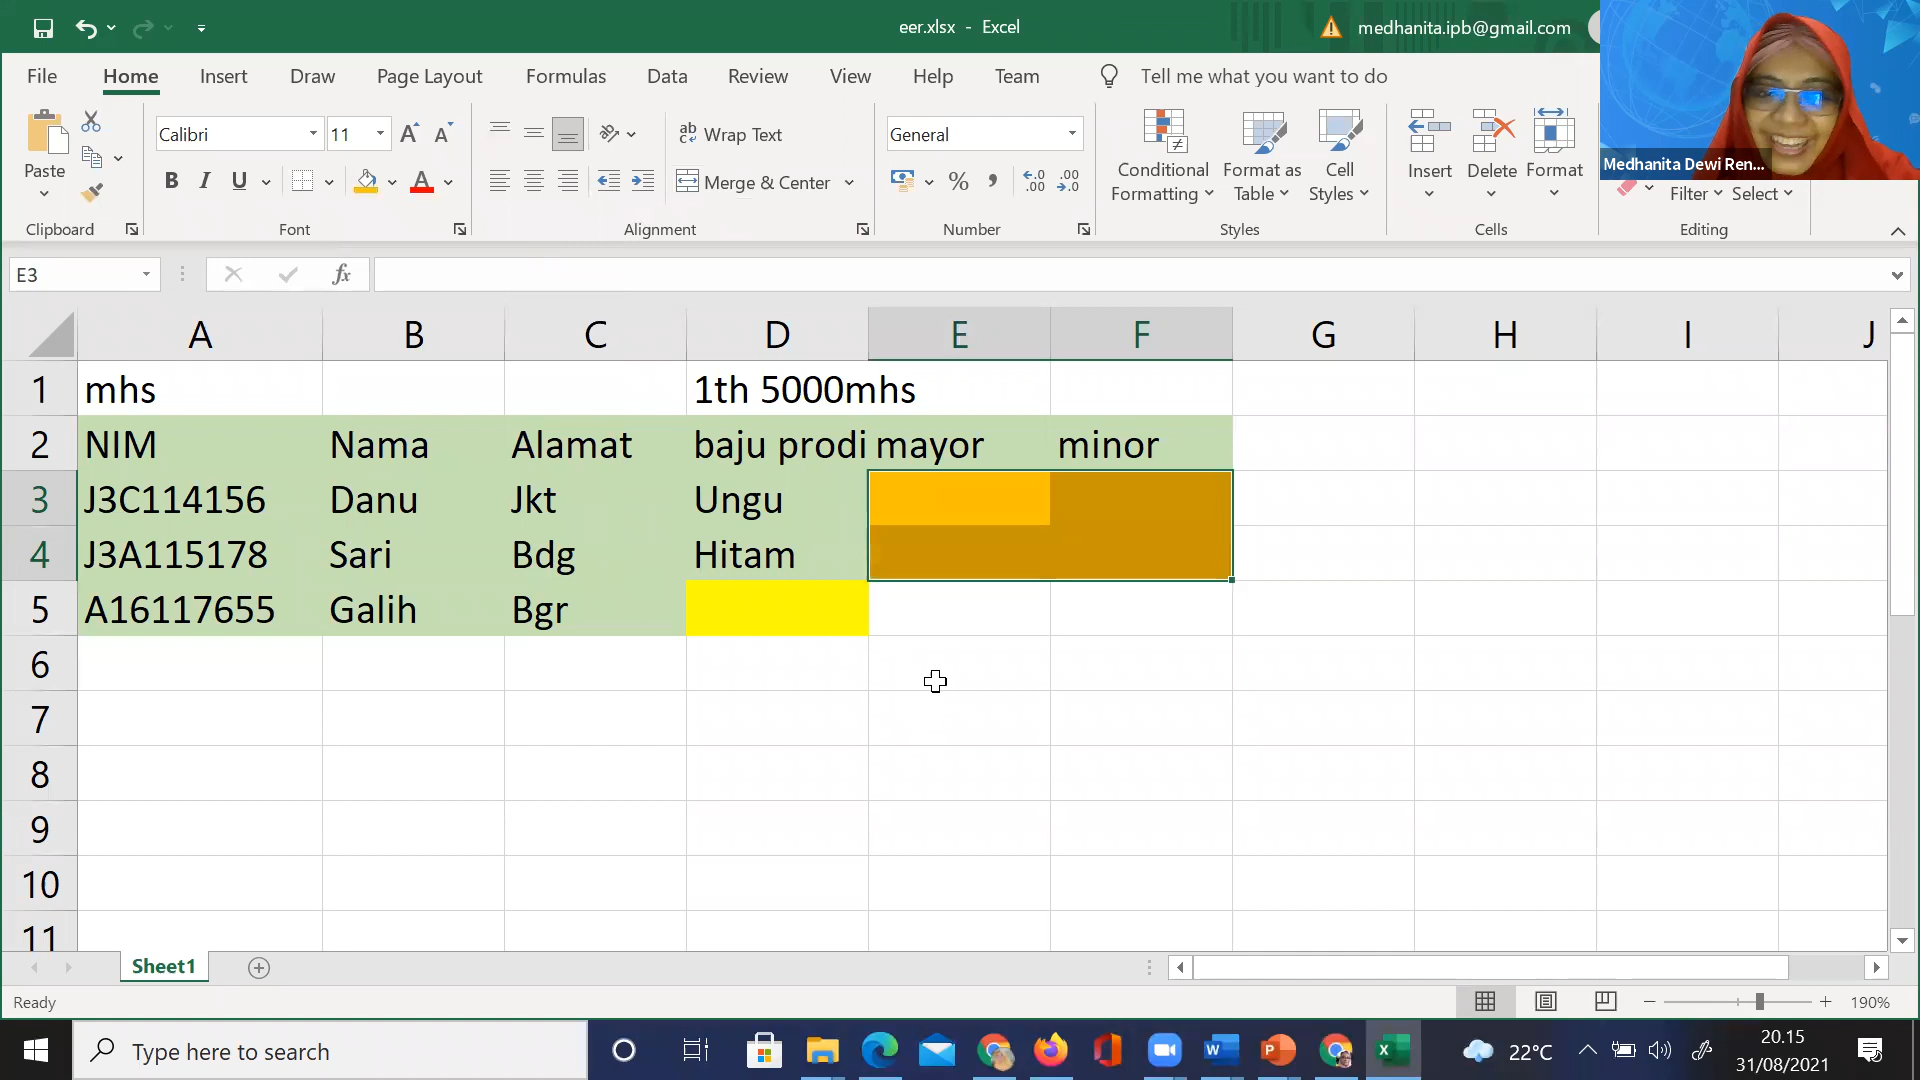 eer.xlsx - Excel
medhanita.ipb@gmail.com
File Home Insert Draw Page Layout Formulas Data Review View Help Team Tell me what you want to do
Medhanita Dewi Ren...
Paste
Calibri 11
B I U
ab Wrap Text
Merge & Center
General
% ,
Conditional Formatting
Format as Table
Cell Styles
Insert Delete Format
Filter Select
Clipboard Font Alignment Number Styles Cells Editing
E3 fx
A B C D E F G H I J
1 mhs 1th 5000mhs
2 NIM Nama Alamat baju prodi mayor minor
3 J3C114156 Danu Jkt Ungu
4 J3A115178 Sari Bdg Hitam
5 A16117655 Galih Bgr
6
7
8
9
10
11
Sheet1
Ready 190%
Type here to search
22°C
20.15
31/08/2021